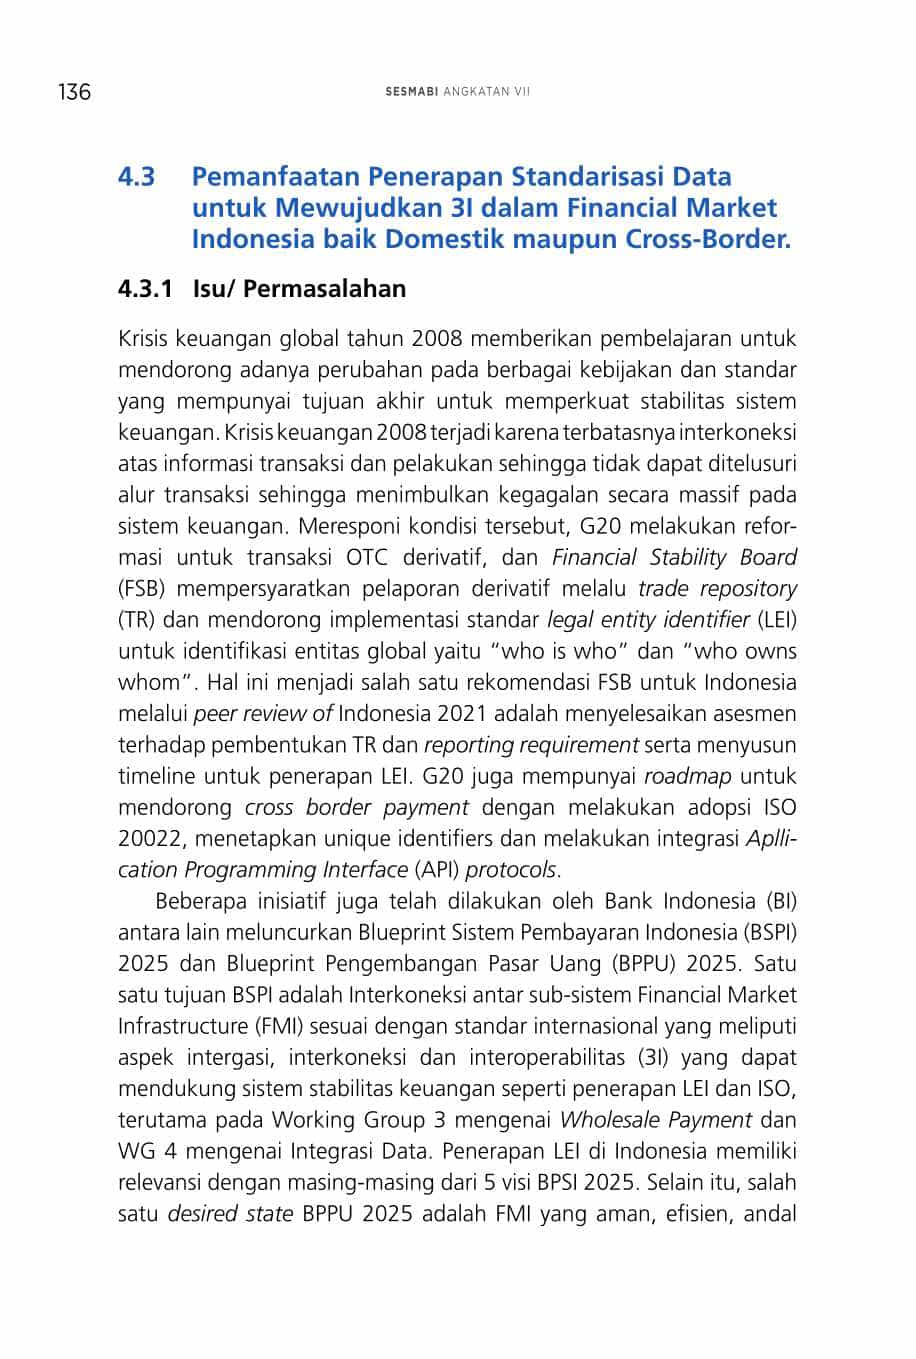 136
SESMABI ANGKATAN VII
4.3 Pemanfaatan Penerapan Standarisasi Data
untuk Mewujudkan 3I dalam Financial Market
Indonesia baik Domestik maupun Cross-Border.
4.3.1 Isu/ Permasalahan
Krisis keuangan global tahun 2008 memberikan pembelajaran untuk
mendorong adanya perubahan pada berbagai kebijakan dan standar
yang mempunyai tujuan akhir untuk memperkuat stabilitas sistem
keuangan. Krisis keuangan 2008 terjadi karena terbatasnya interkoneksi
atas informasi transaksi dan pelakukan sehingga tidak dapat ditelusuri
alur transaksi sehingga menimbulkan kegagalan secara massif pada
sistem keuangan. Meresponi kondisi tersebut, G20 melakukan refor-
masi untuk transaksi OTC derivatif, dan Financial Stability Board
(FSB) mempersyaratkan pelaporan derivatif melalu trade repository
(TR) dan mendorong implementasi standar legal entity identifier (LEI)
untuk identifikasi entitas global yaitu “who is who” dan “who owns
whom”. Hal ini menjadi salah satu rekomendasi FSB untuk Indonesia
melalui peer review of Indonesia 2021 adalah menyelesaikan asesmen
terhadap pembentukan TR dan reporting requirement serta menyusun
timeline untuk penerapan LEI. G20 juga mempunyai roadmap untuk
mendorong cross border payment dengan melakukan adopsi ISO
20022, menetapkan unique identifiers dan melakukan integrasi Aplli-
cation Programming Interface (API) protocols.
Beberapa inisiatif juga telah dilakukan oleh Bank Indonesia (BI)
antara lain meluncurkan Blueprint Sistem Pembayaran Indonesia (BSPI)
2025 dan Blueprint Pengembangan Pasar Uang (BPPU) 2025. Satu
satu tujuan BSPI adalah Interkoneksi antar sub-sistem Financial Market
Infrastructure (FMI) sesuai dengan standar internasional yang meliputi
aspek intergasi, interkoneksi dan interoperabilitas (3I) yang dapat
mendukung sistem stabilitas keuangan seperti penerapan LEI dan ISO,
terutama pada Working Group 3 mengenai Wholesale Payment dan
WG 4 mengenai Integrasi Data. Penerapan LEI di Indonesia memiliki
relevansi dengan masing-masing dari 5 visi BPSI 2025. Selain itu, salah
satu desired state BPPU 2025 adalah FMI yang aman, efisien, andal